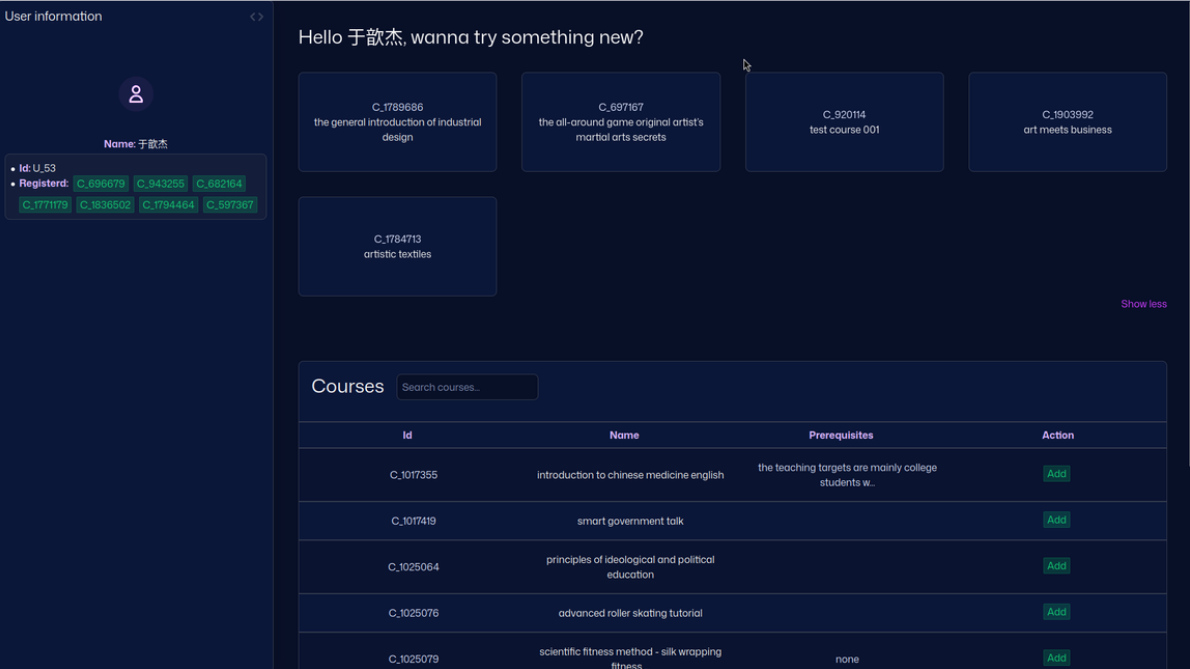 User information
Name: 于歆杰
Id: U_53
Registerd: C_696679 C_943255 C_682164
C_1771179 C_1836502 C_1794464 C_597367
Hello 于歆杰, wanna try something new?
C_1789686
the general introduction of industrial
design
C_697167
the all-around game original artist's
martial arts secrets
C_920114
test course 001
C_1903992
art meets business
C_1784713
artistic textiles
Show less
Courses
Search courses...
Id Name Prerequisites Action
C_1017355 introduction to chinese medicine english the teaching targets are mainly college
students w... Add
C_1017419 smart government talk Add
C_1025064 principles of ideological and political
education Add
C_1025076 advanced roller skating tutorial Add
C_1025079 scientific fitness method - silk wrapping
fitness none Add